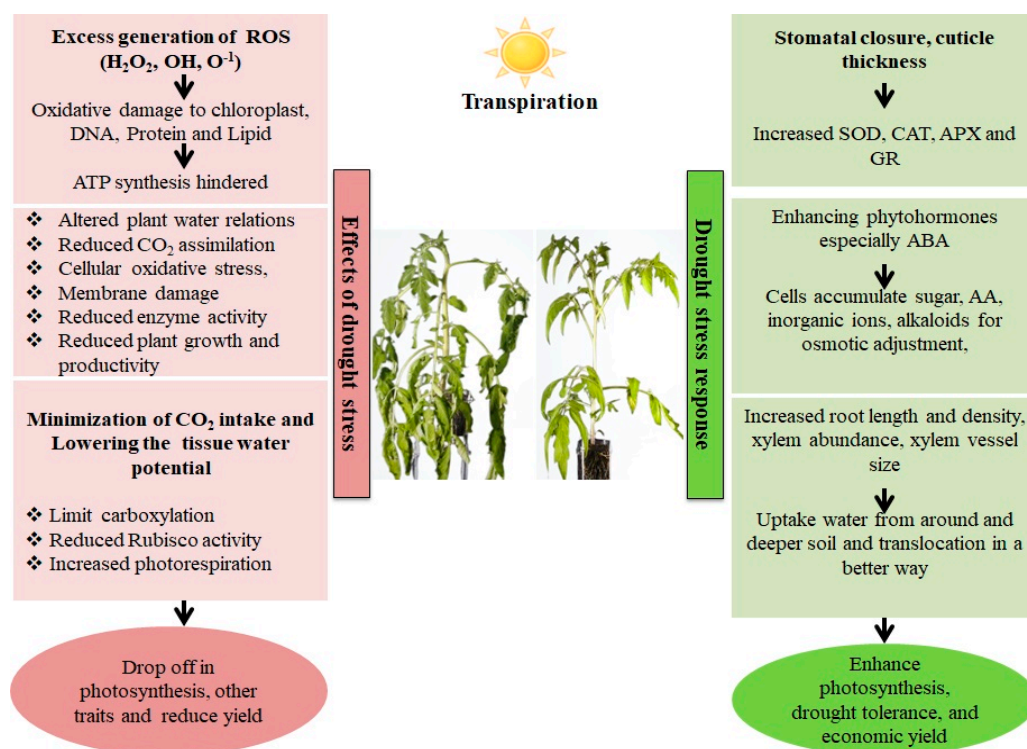 Excess generation of ROS
(H₂O₂, OH, O⁻¹)
Oxidative damage to chloroplast,
DNA, Protein and Lipid
ATP synthesis hindered
❖ Altered plant water relations
❖ Reduced CO₂ assimilation
❖ Cellular oxidative stress,
❖ Membrane damage
❖ Reduced enzyme activity
❖ Reduced plant growth and
productivity
Minimization of CO₂ intake and
Lowering the tissue water
potential
❖ Limit carboxylation
❖ Reduced Rubisco activity
❖ Increased photorespiration
Drop off in
photosynthesis, other
traits and reduce yield
Effects of drought stress
Transpiration
Drought stress response
Stomatal closure, cuticle
thickness
Increased SOD, CAT, APX and
GR
Enhancing phytohormones
especially ABA
Cells accumulate sugar, AA,
inorganic ions, alkaloids for
osmotic adjustment,
Increased root length and density,
xylem abundance, xylem vessel
size
Uptake water from around and
deeper soil and translocation in a
better way
Enhance
photosynthesis,
drought tolerance, and
economic yield